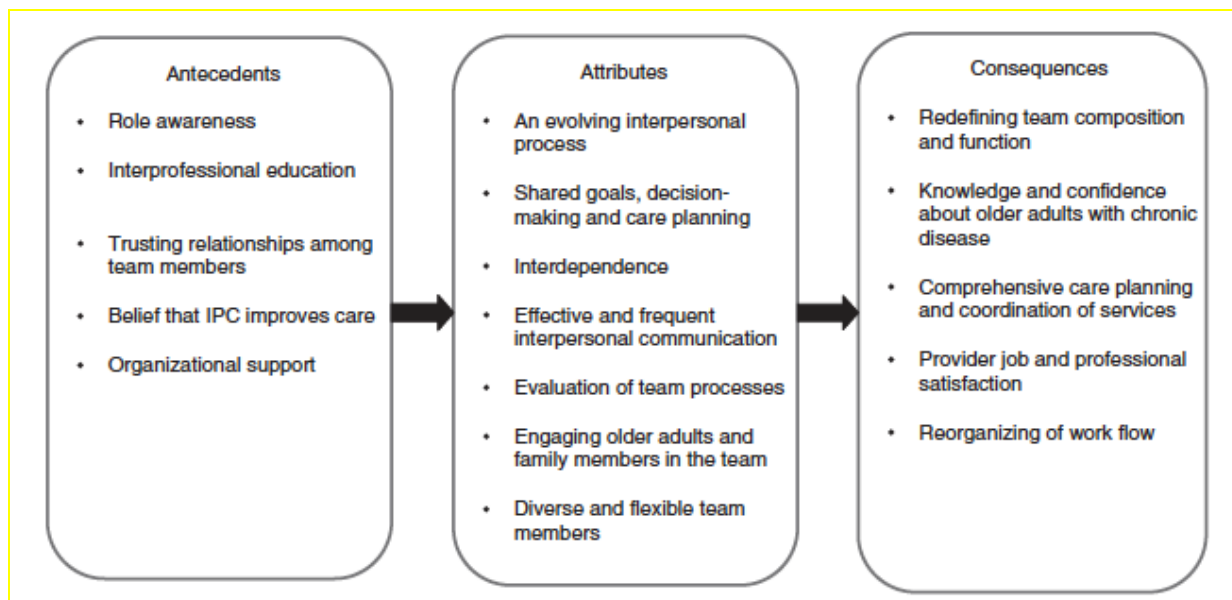 Antecedents
• Role awareness
• Interprofessional education
• Trusting relationships among
team members
• Belief that IPC improves care
• Organizational support
Attributes
• An evolving interpersonal
process
• Shared goals, decision-
making and care planning
• Interdependence
• Effective and frequent
interpersonal communication
• Evaluation of team processes
• Engaging older adults and
family members in the team
• Diverse and flexible team
members
Consequences
• Redefining team composition
and function
• Knowledge and confidence
about older adults with chronic
disease
• Comprehensive care planning
and coordination of services
• Provider job and professional
satisfaction
• Reorganizing of work flow